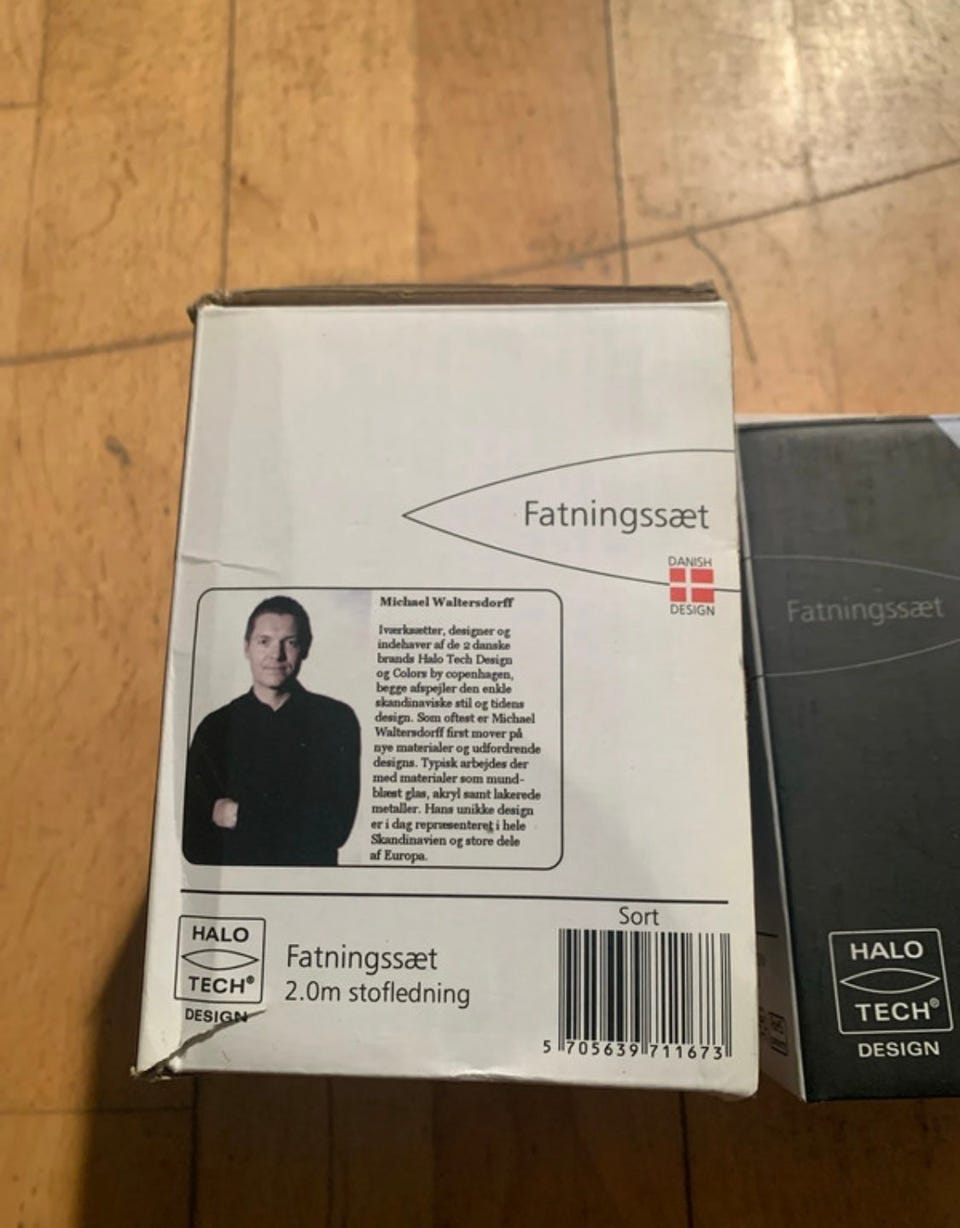 Fatningssæt
DANISH
DESIGN
Michael Waltersdorff
Iværksætter, designer og
indehaver af de 2 danske
brands Halo Tech Design
og Colors by copenhagen,
begge afspejler den enkle
skandinaviske stil og tidens
design. Som oftest er Michael
Waltersdorff first mover på
nye materialer og udfordrende
designs. Typisk arbejdes der
med materialer som mund-
blæst glas, akryl samt lakerede
metaller. Hans unikke design
er i dag repræsenteret i hele
Skandinavien og store dele
af Europa.
HALO
TECH®
DESIGN
Fatningssæt
2.0m stofledning
Sort
5 705639 711673
Fatningssæt
HALO
TECH®
DESIGN